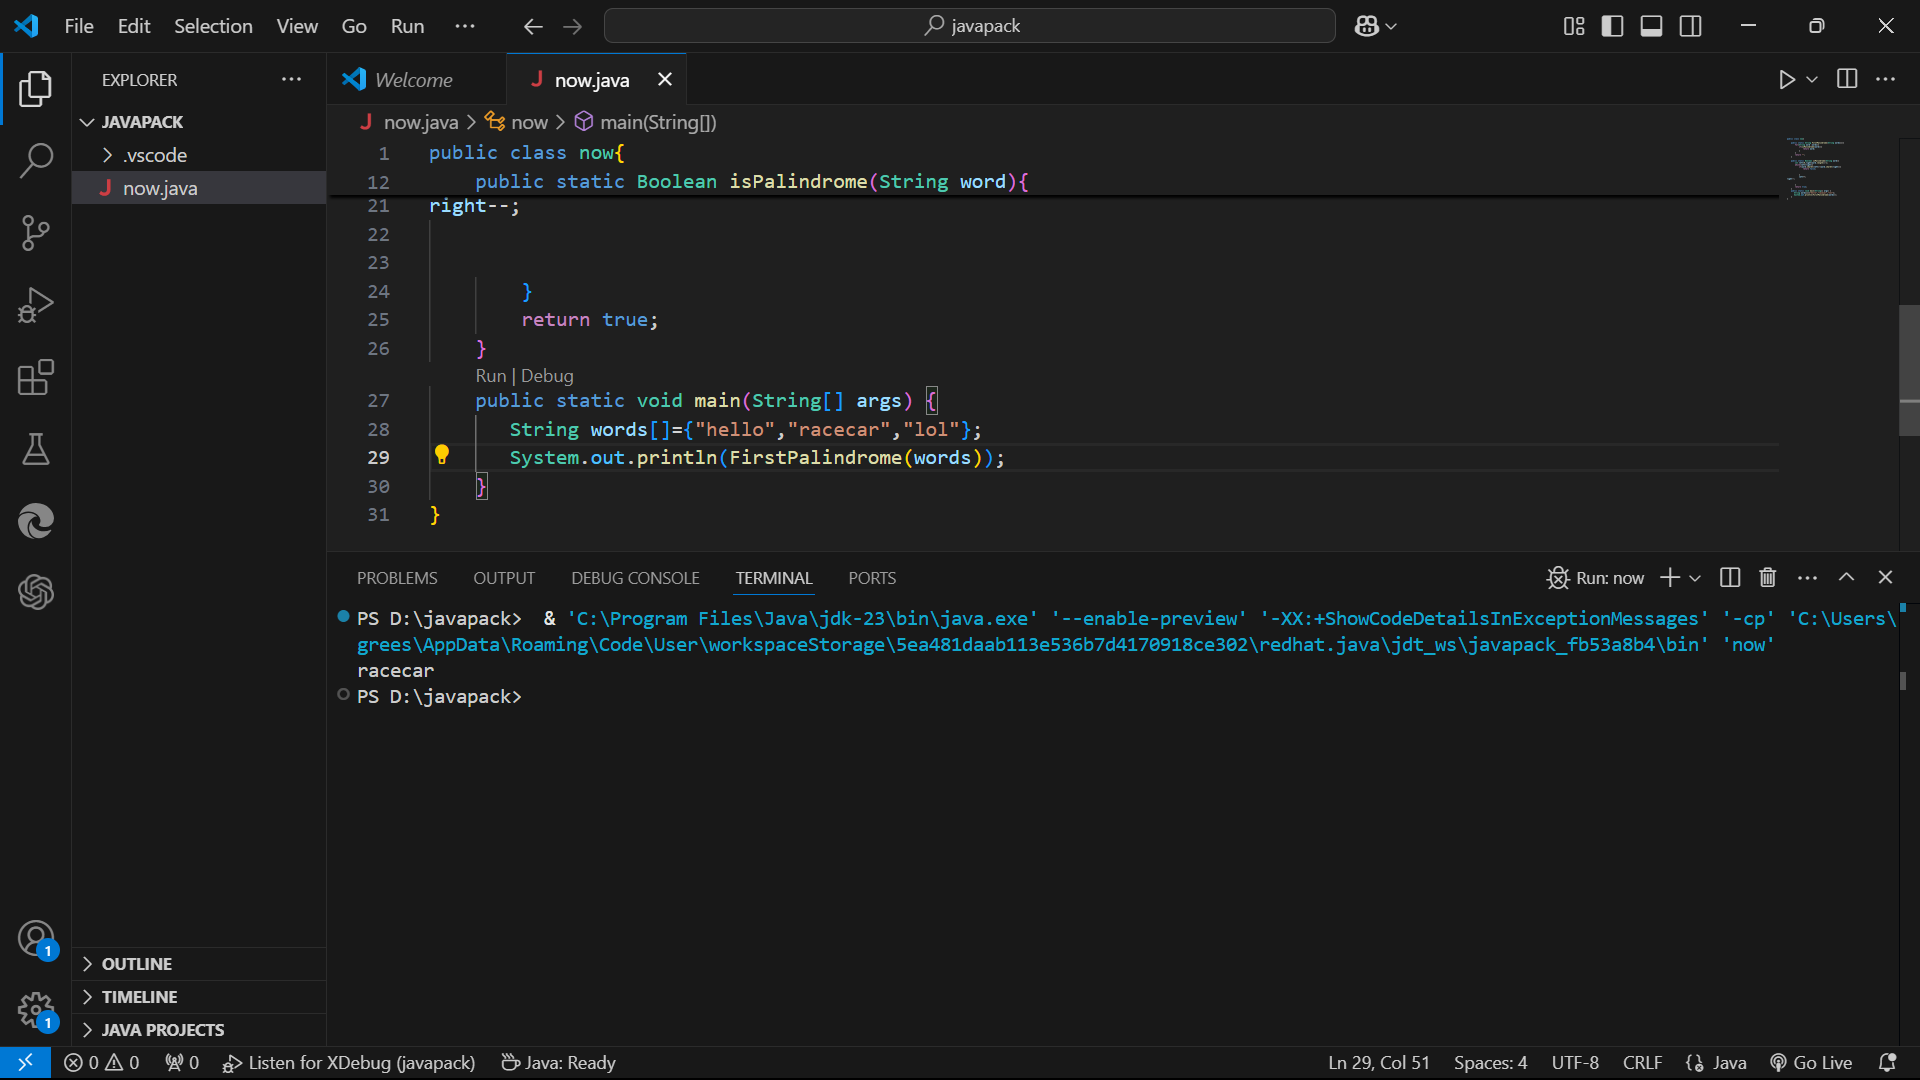 File Edit Selection View Go Run ··· javapack
EXPLORER
JAVAPACK
.vscode
J now.java
OUTLINE
TIMELINE
JAVA PROJECTS
Welcome
J now.java
J now.java > now > main(String[])
1 public class now{
12 public static Boolean isPalindrome(String word){
21 right--;
22
23
24 }
25 return true;
26 }
Run | Debug
27 public static void main(String[] args) {
28 String words[]={"hello","racecar","lol"};
29 System.out.println(FirstPalindrome(words));
30 }
31 }
PROBLEMS OUTPUT DEBUG CONSOLE TERMINAL PORTS Run: now
PS D:\javapack> & 'C:\Program Files\Java\jdk-23\bin\java.exe' '--enable-preview' '-XX:+ShowCodeDetailsInExceptionMessages' '-cp' 'C:\Users\
grees\AppData\Roaming\Code\User\workspaceStorage\5ea481daab113e536b7d4170918ce302\redhat.java\jdt_ws\javapack_fb53a8b4\bin' 'now'
racecar
PS D:\javapack>
1
1
0 0 0 Listen for XDebug (javapack) Java: Ready Ln 29, Col 51 Spaces: 4 UTF-8 CRLF Java Go Live